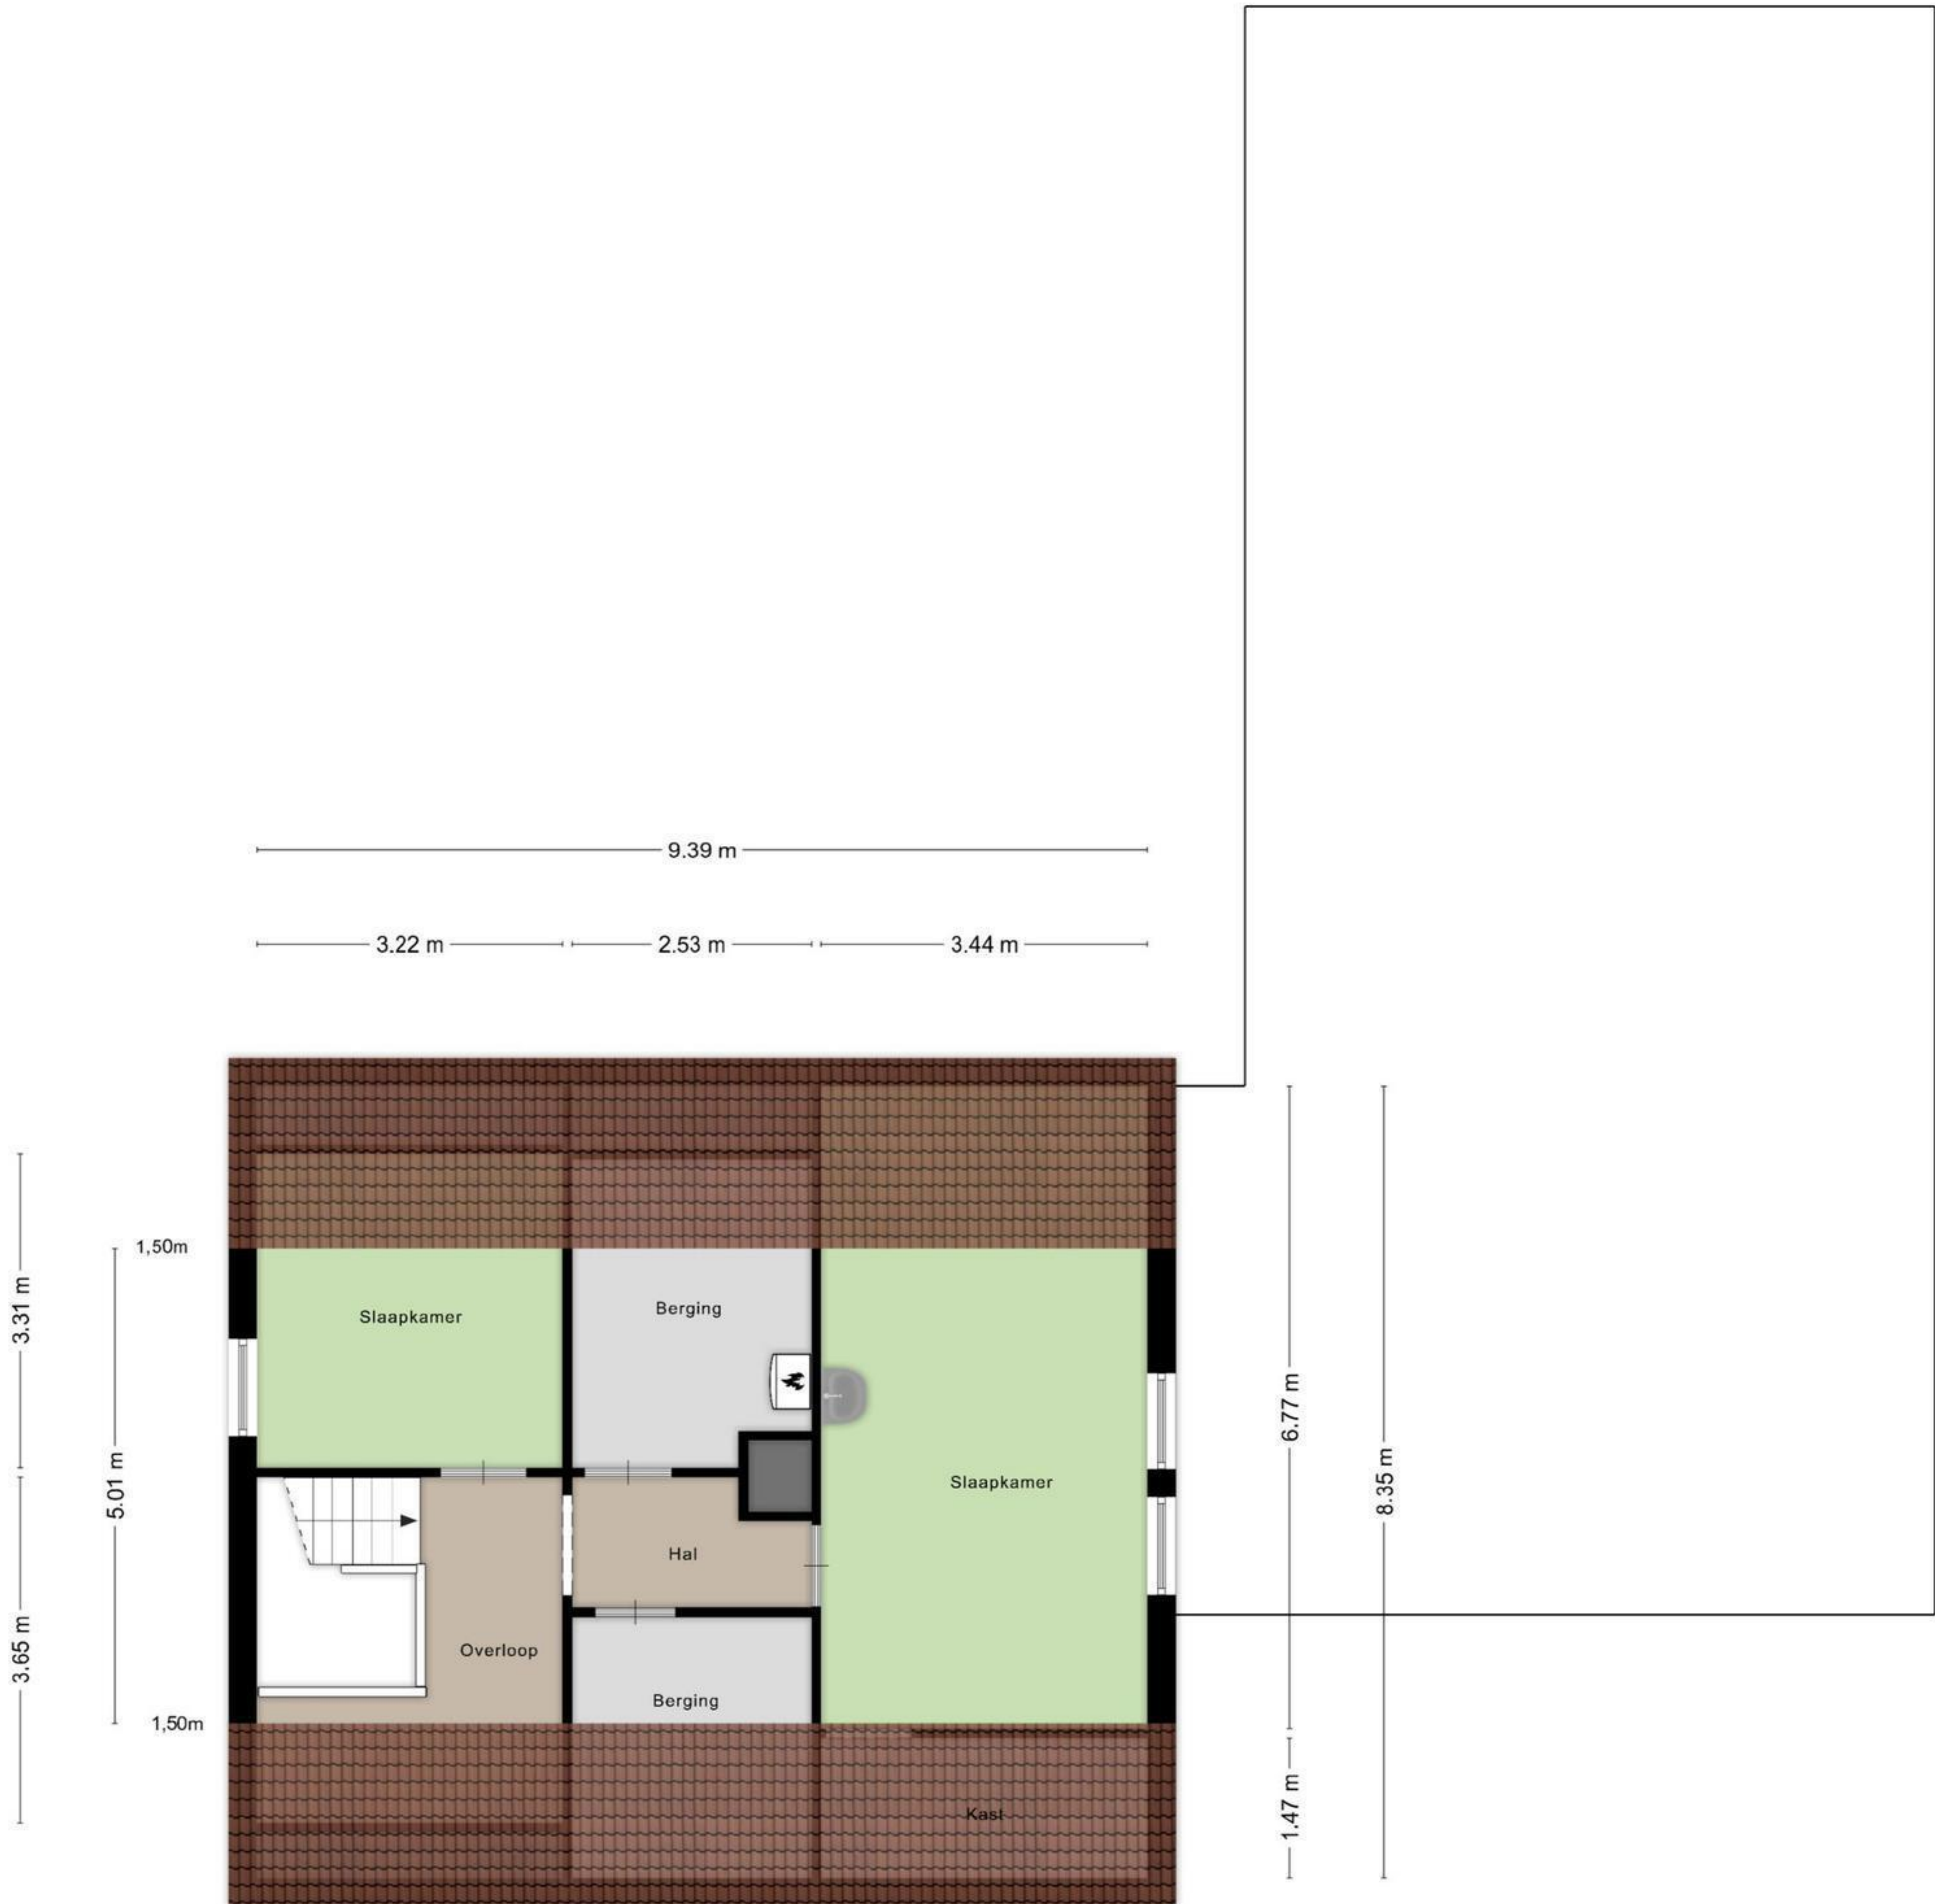 9.39 m
3.22 m
2.53 m
3.44 m
1,50m
3.31 m
Slaapkamer
Berging
6.77 m
5.01 m
Slaapkamer
8.35 m
Hal
3.65 m
Overloop
Berging
1,50m
Kast
1.47 m